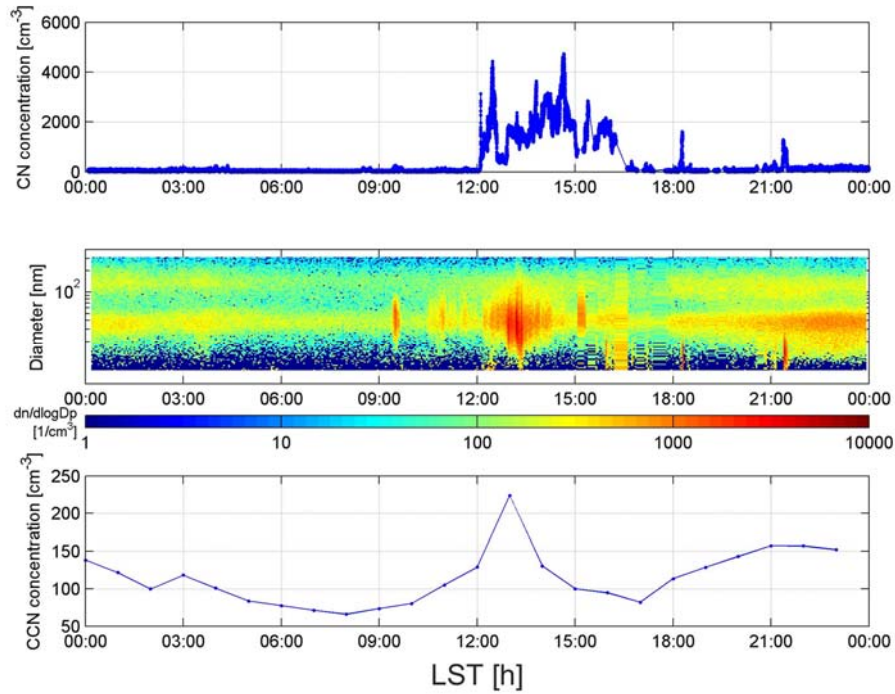 CN concentration [cm⁻³]
6000
4000
2000
0
00:00 03:00 06:00 09:00 12:00 15:00 18:00 21:00 00:00
Diameter [nm]
10²
00:00 03:00 06:00 09:00 12:00 15:00 18:00 21:00 00:00
dn/dlogDp
[1/cm³]
1 10 100 1000 10000
CCN concentration [cm⁻³]
250
200
150
100
50
00:00 03:00 06:00 09:00 12:00 15:00 18:00 21:00 00:00
LST [h]